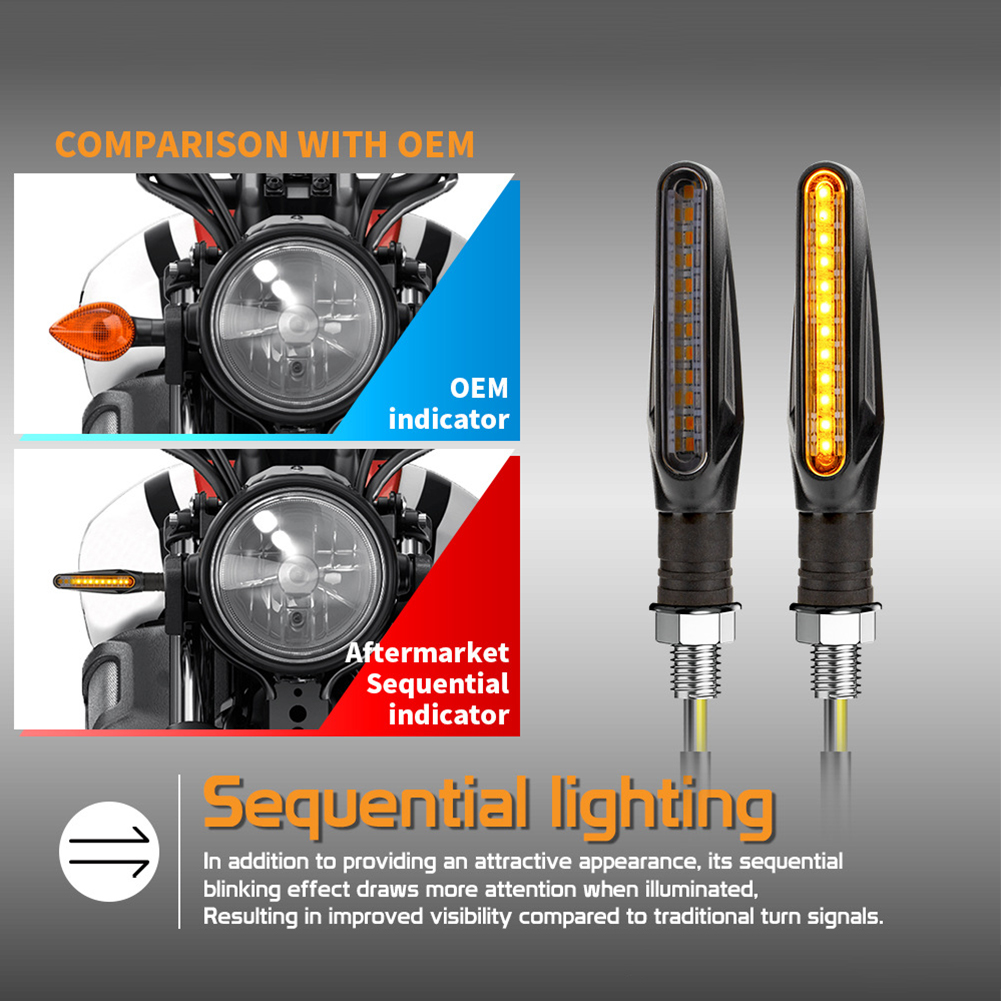 COMPARISON WITH OEM
OEM
indicator
Aftermarket
Sequential
indicator
Sequential lighting
In addition to providing an attractive appearance, its sequential
blinking effect draws more attention when illuminated,
Resulting in improved visibility compared to traditional turn signals.